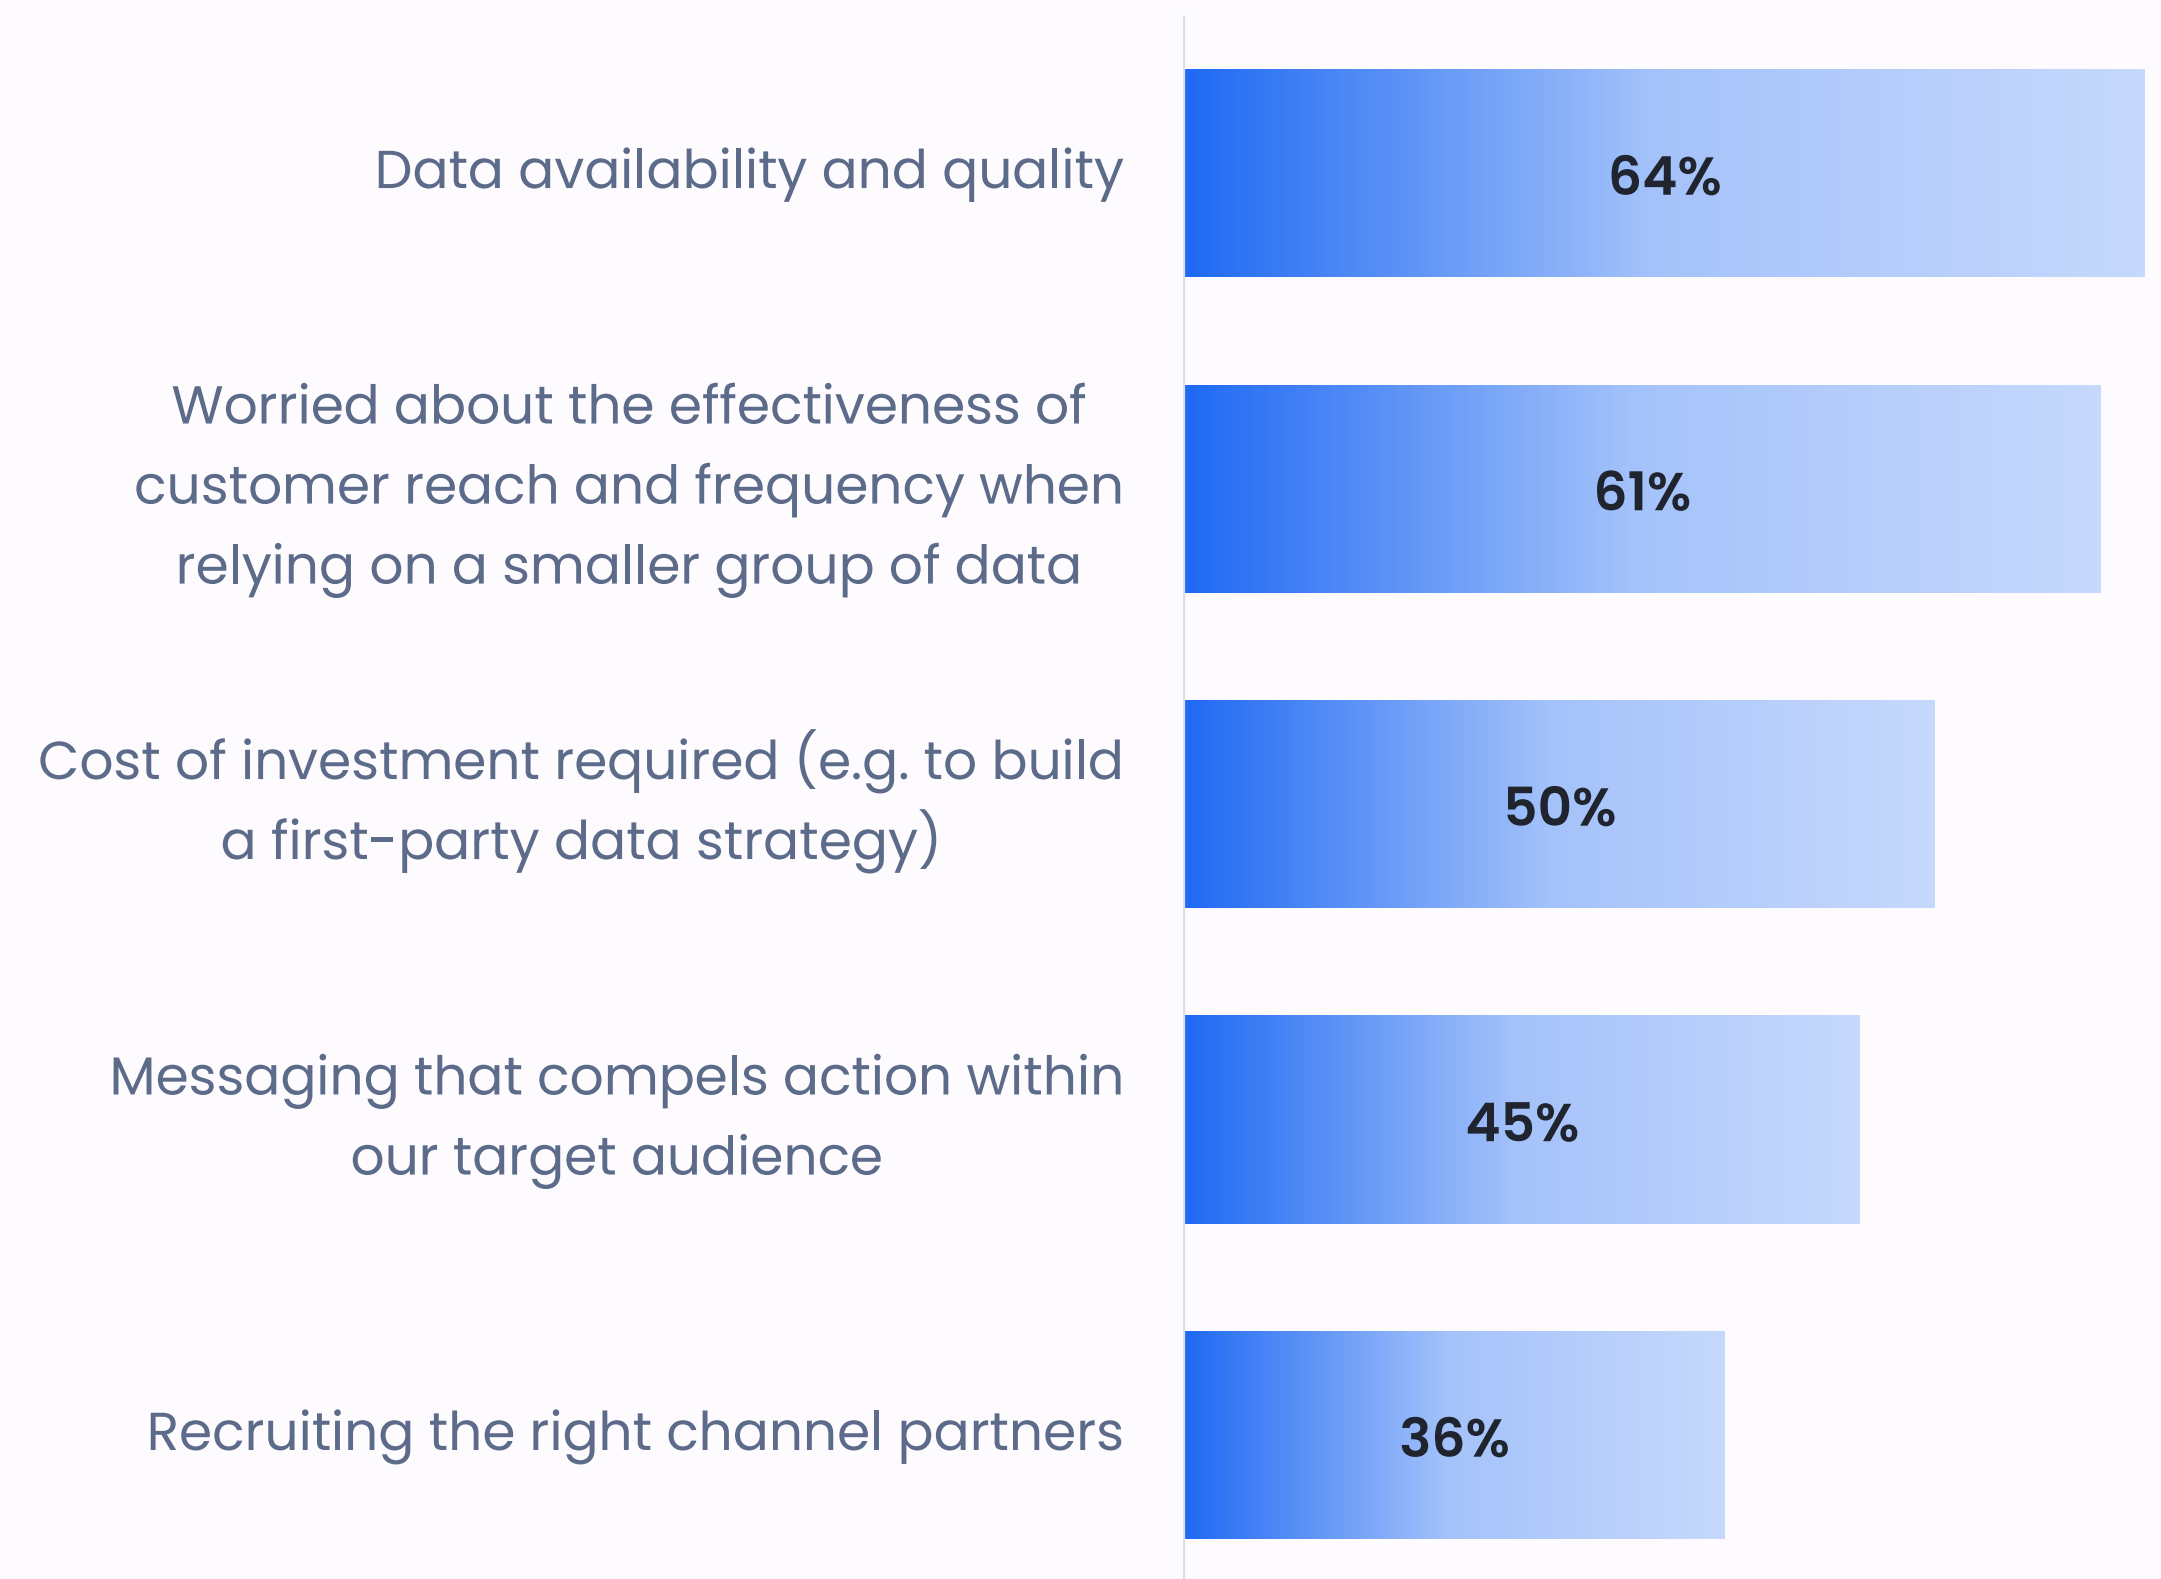 Data availability and quality
64%
Worried about the effectiveness of
customer reach and frequency when
relying on a smaller group of data
61%
Cost of investment required (e.g. to build
a first-party data strategy)
50%
Messaging that compels action within
our target audience
45%
Recruiting the right channel partners
36%